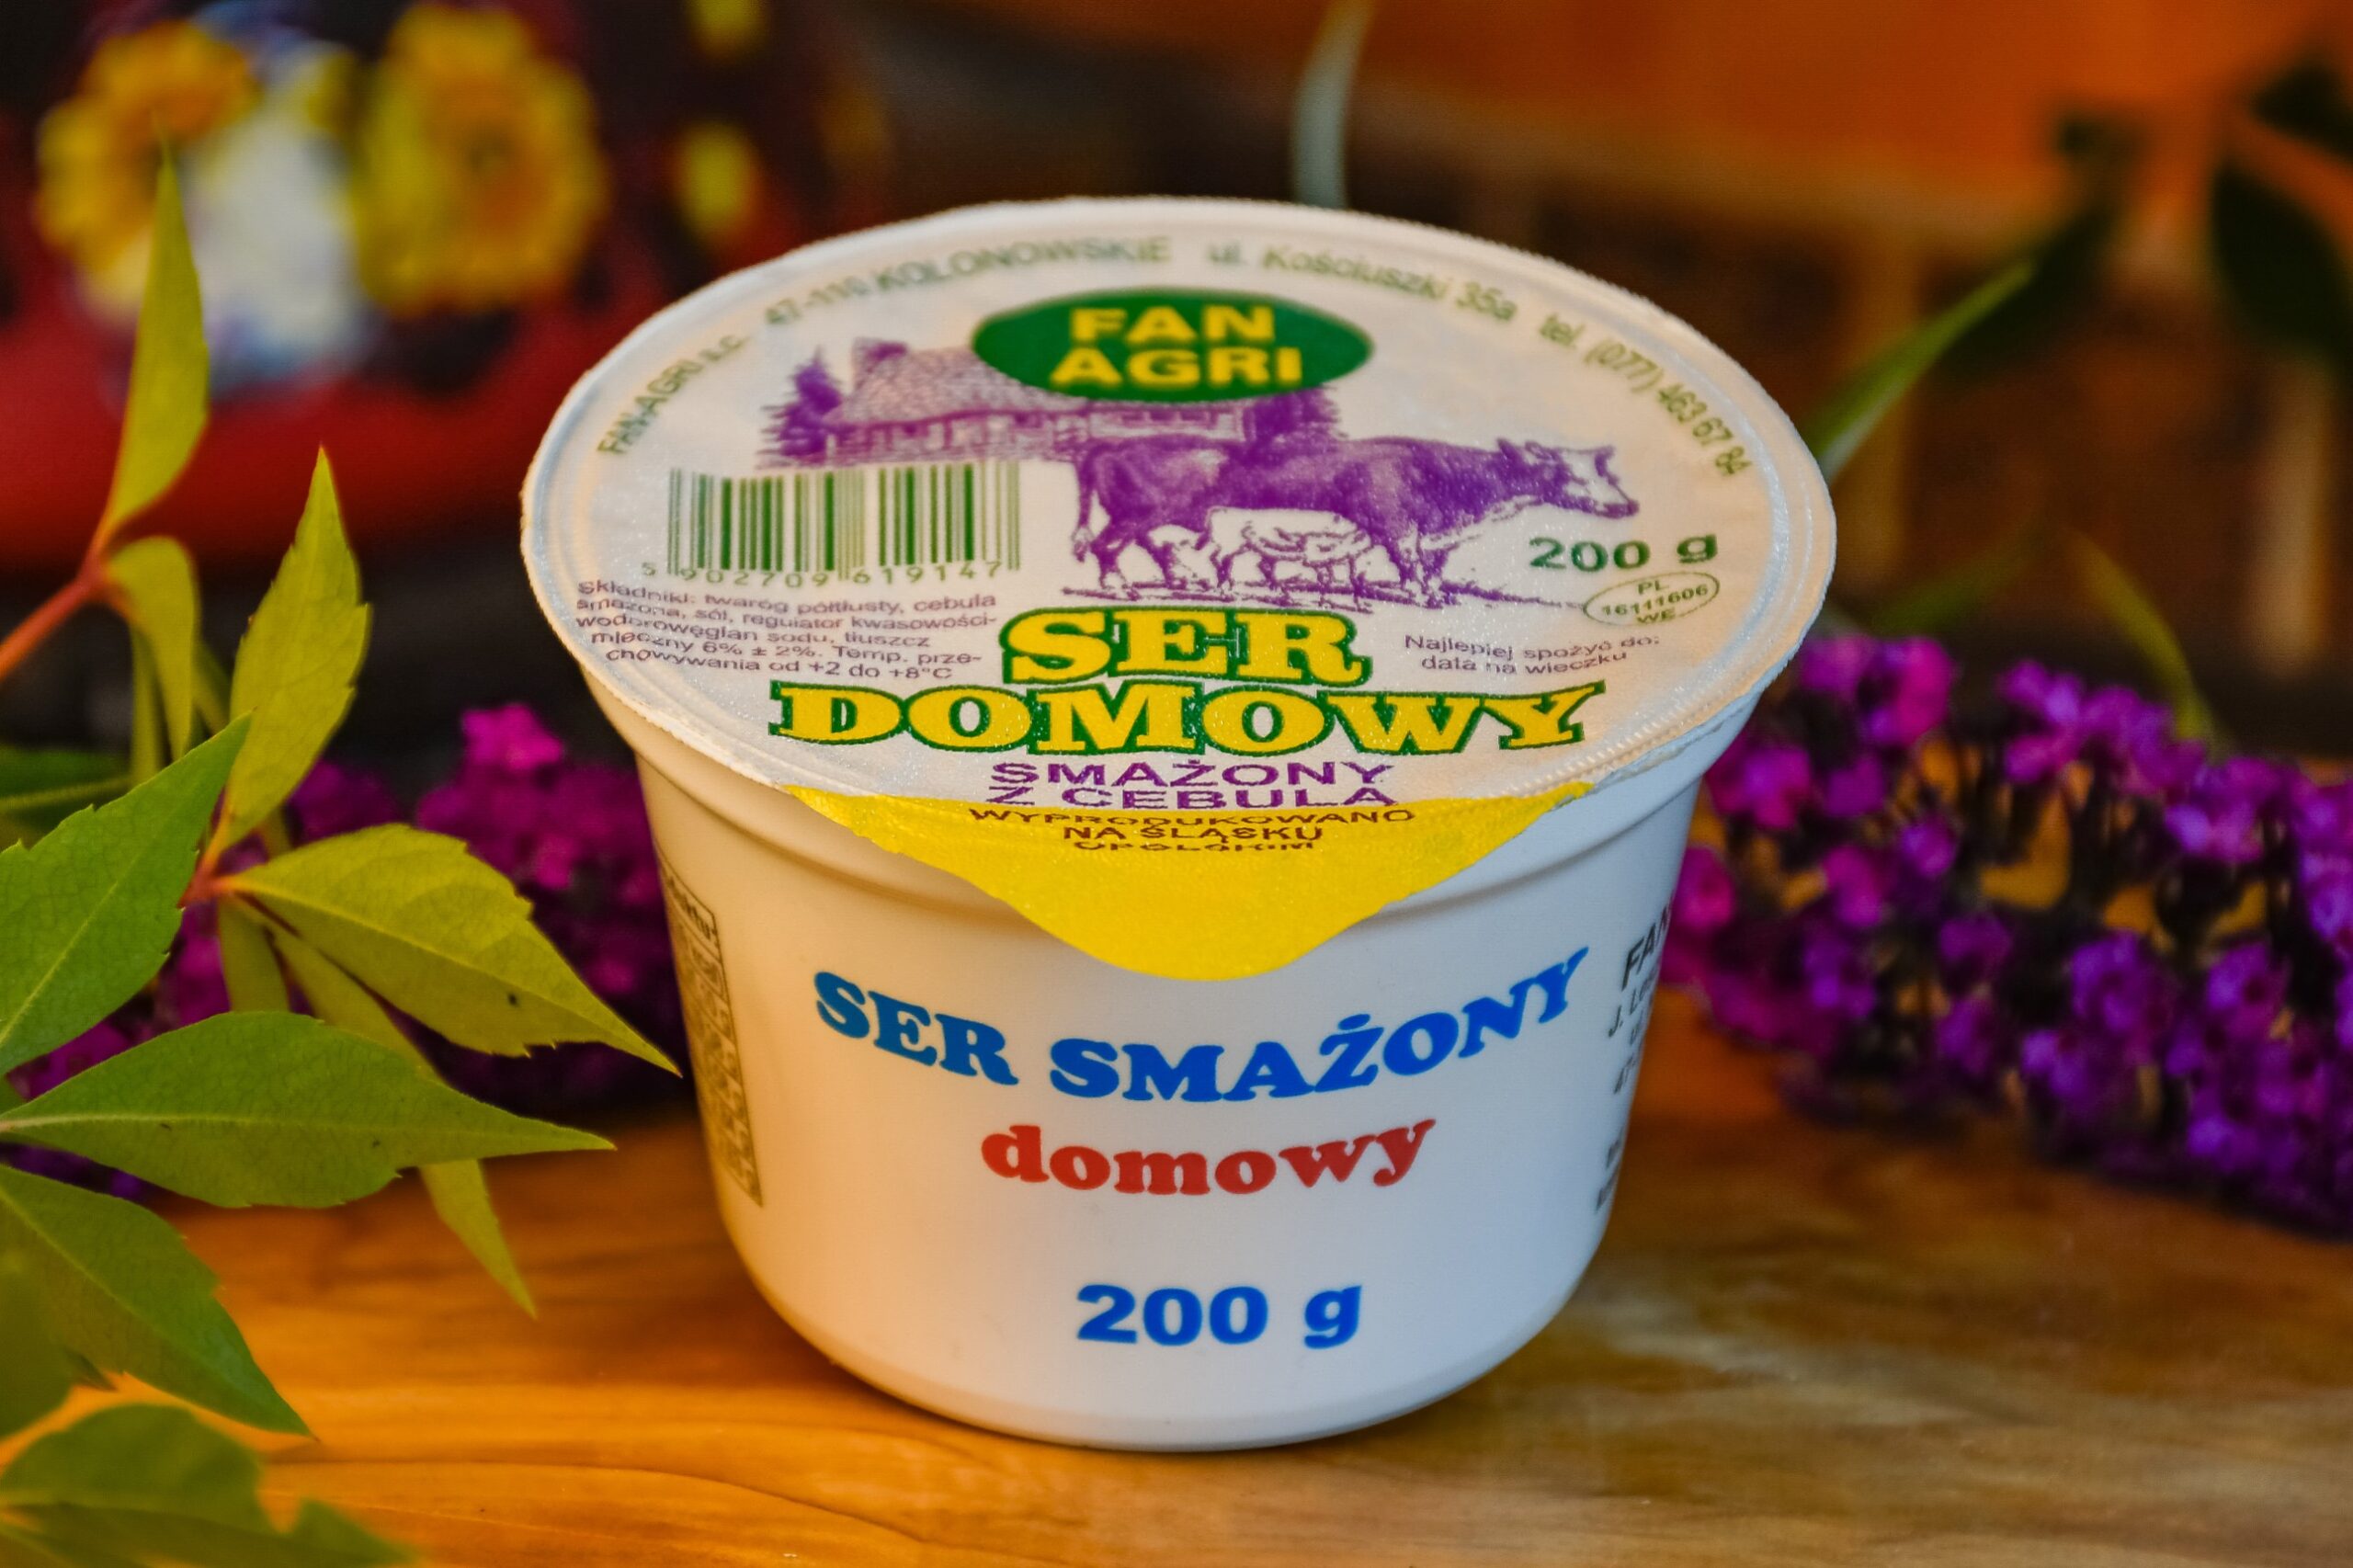 FAN-AGRI s.c. 47-110 KOLONOWSKIE ul. Kościuszki 35a tel. (077) 463 67 84
FAN
AGRI
5 902709 619147
200 g
PL
16111606
WE
Składniki: twaróg półtłusty, cebula
smażona, sól, regulator kwasowości-
wodorowęglan sodu, tłuszcz
mleczny 6% ± 2%. Temp. prze-
chowywania od +2 do +8°C
Najlepiej spożyć do:
data na wieczku
SER
DOMOWY
SMAŻONY
Z CEBULĄ
WYPRODUKOWANO
NA ŚLĄSKU
OPOLSKIM
SER SMAŻONY
domowy
200 g
FAN